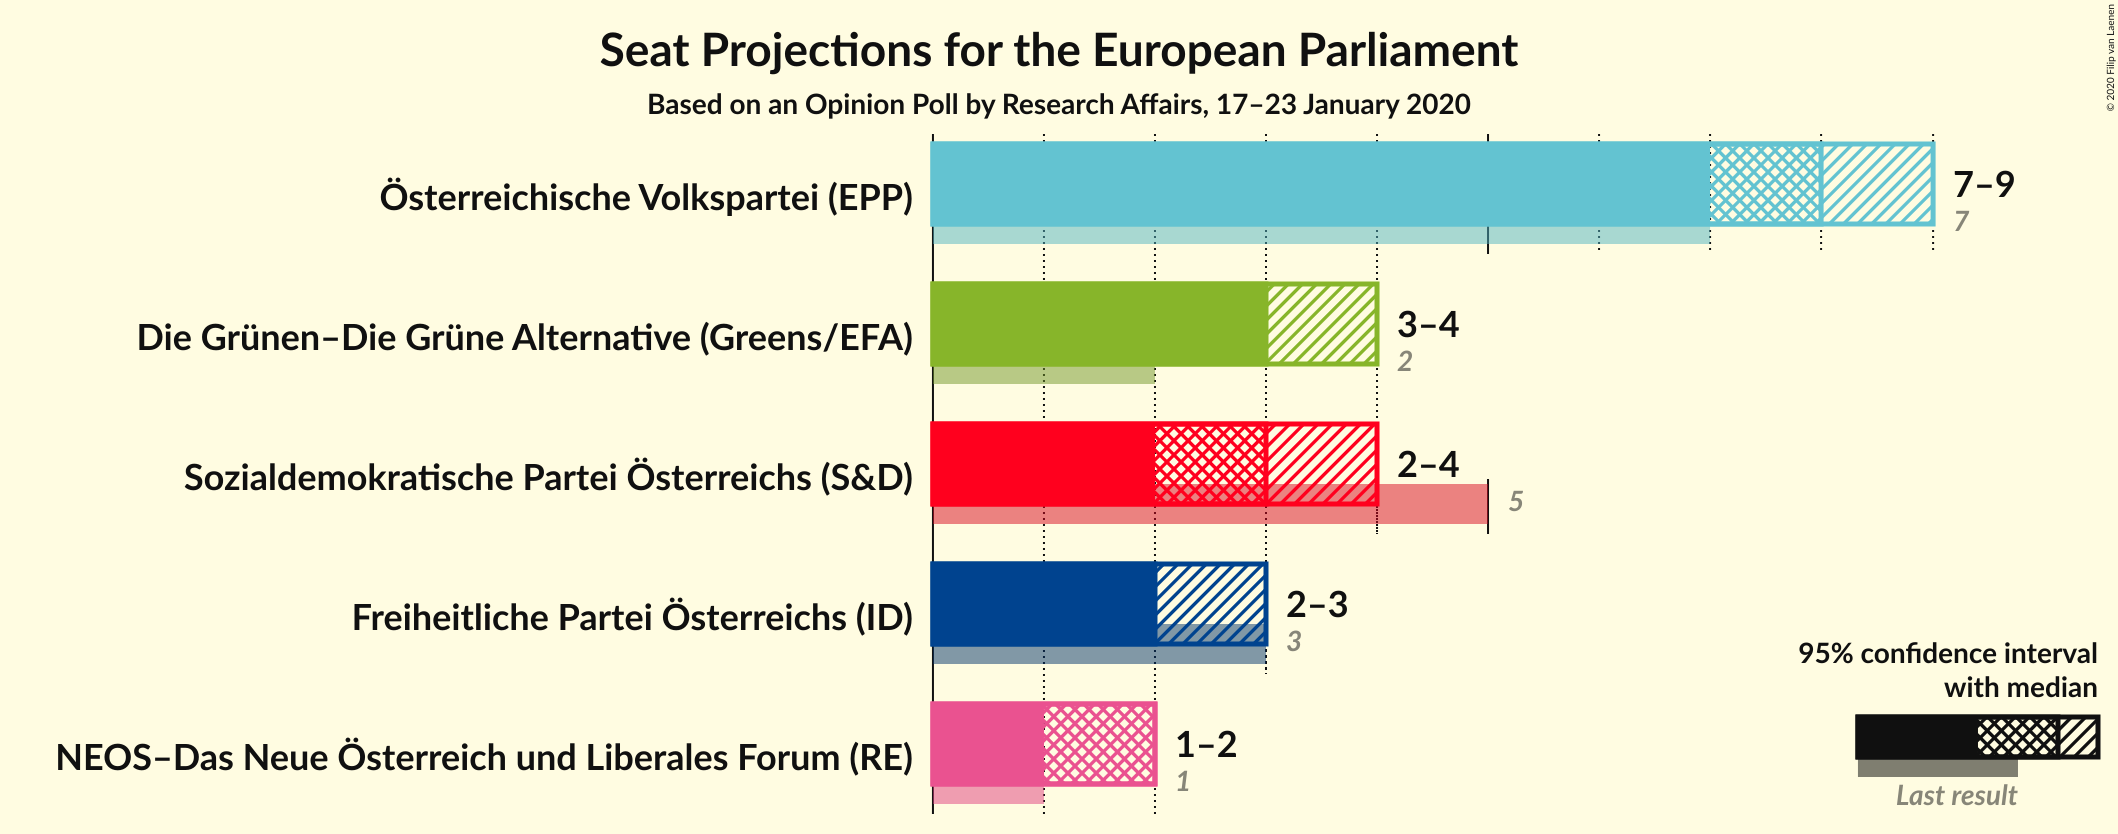 Seat Projections for the European Parliament
Based on an Opinion Poll by Research Affairs, 17–23 January 2020
© 2020 Filip van Laenen
Österreichische Volkspartei (EPP)
7–9
7
Die Grünen–Die Grüne Alternative (Greens/EFA)
3–4
2
Sozialdemokratische Partei Österreichs (S&D)
2–4
5
Freiheitliche Partei Österreichs (ID)
2–3
3
NEOS–Das Neue Österreich und Liberales Forum (RE)
1–2
1
95% confidence interval
with median
Last result